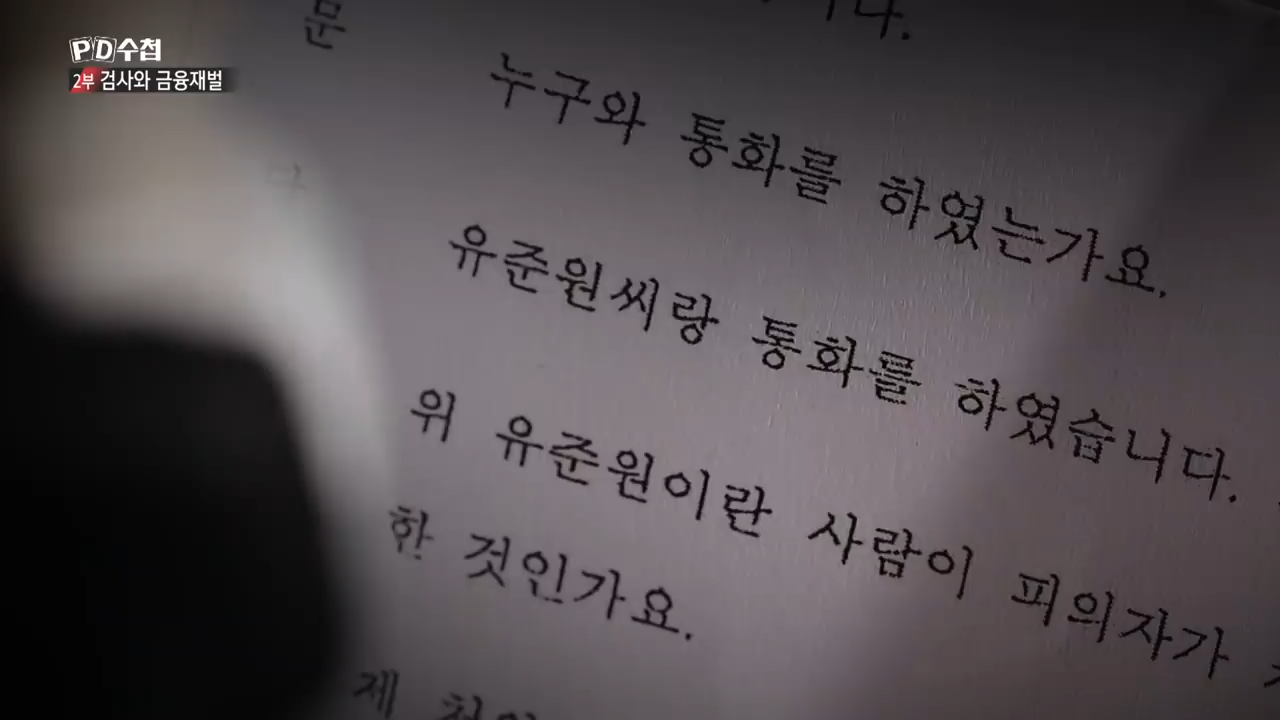 PD수첩
2부 검사와 금융재벌
문
누구와 통화를 하였는가요.
유준원씨랑 통화를 하였습니다.
위 유준원이란 사람이 피의자가
한 것인가요.
제